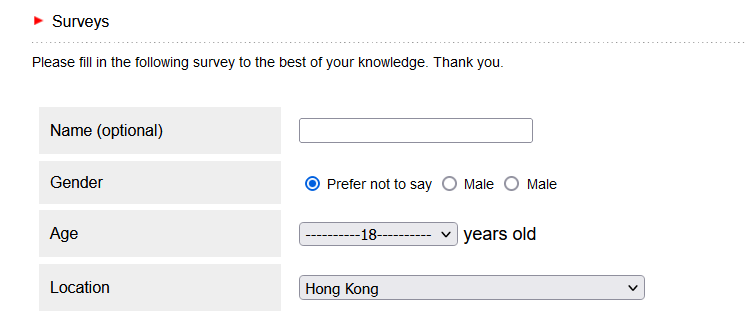 Surveys
Please fill in the following survey to the best of your knowledge. Thank you.
Name (optional)
Gender Prefer not to say Male Male
Age ----------18---------- years old
Location Hong Kong